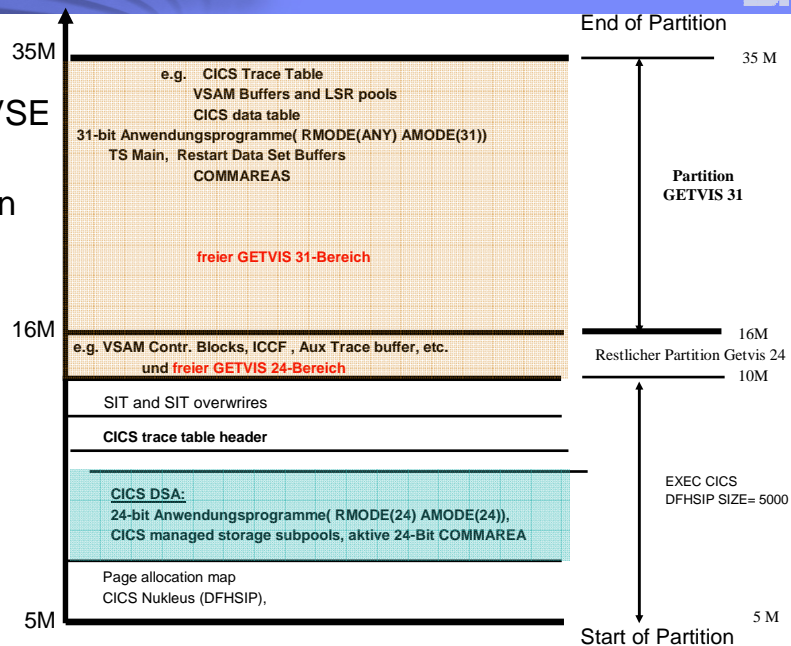 End of Partition
35M
35 M
e.g. CICS Trace Table
VSAM Buffers and LSR pools
CICS data table
31-bit Anwendungsprogramme( RMODE(ANY) AMODE(31))
TS Main, Restart Data Set Buffers
COMMAREAS
freier GETVIS 31-Bereich
Partition
GETVIS 31
16M
16M
e.g. VSAM Contr. Blocks, ICCF , Aux Trace buffer, etc.
und freier GETVIS 24-Bereich
Restlicher Partition Getvis 24
10M
SIT and SIT overwrires
CICS trace table header
CICS DSA:
24-bit Anwendungsprogramme( RMODE(24) AMODE(24)),
CICS managed storage subpools, aktive 24-Bit COMMAREA
EXEC CICS
DFHSIP SIZE= 5000
Page allocation map
CICS Nukleus (DFHSIP),
5M
5 M
Start of Partition